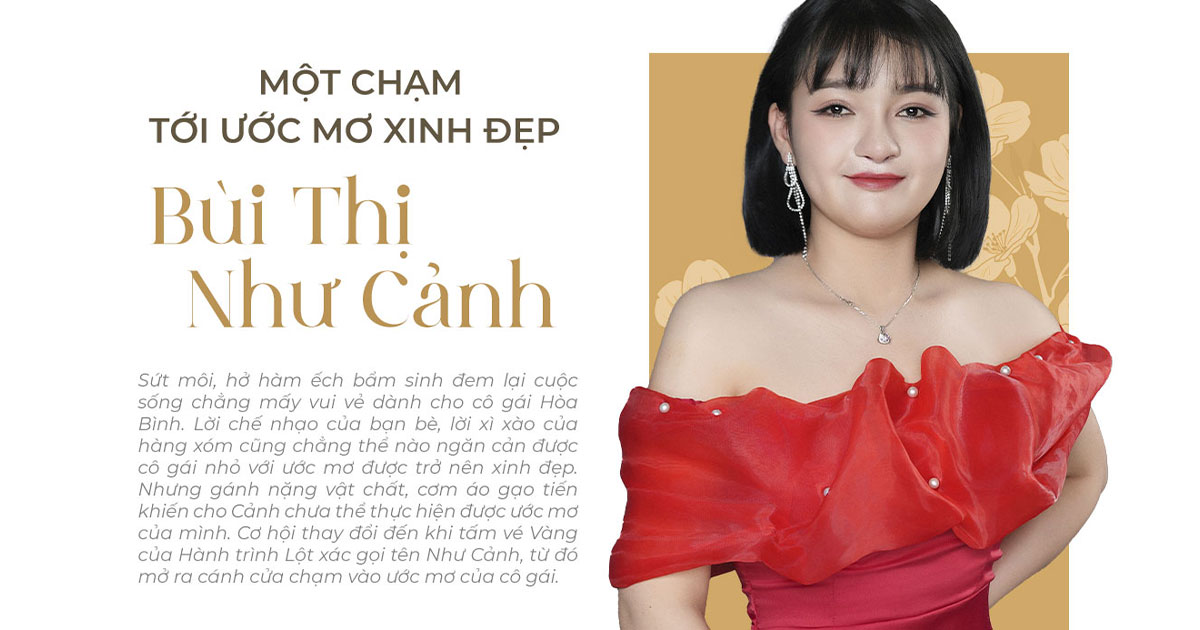 MỘT CHẠM
TỚI ƯỚC MƠ XINH ĐẸP
Bùi Thị
Như Cảnh
Sứt môi, hở hàm ếch bẩm sinh đem lại cuộc
sống chẳng mấy vui vẻ dành cho cô gái Hòa
Bình. Lời chế nhạo của bạn bè, lời xì xào của
hàng xóm cũng chẳng thể nào ngăn cản được
cô gái nhỏ với ước mơ được trở nên xinh đẹp.
Nhưng gánh nặng vật chất, cơm áo gạo tiến
khiến cho Cảnh chưa thể thực hiện được ước mơ
của mình. Cơ hội thay đổi đến khi tấm vé Vàng
của Hành trình Lột xác gọi tên Như Cảnh, từ đó
mở ra cánh cửa chạm vào ước mơ của cô gái.